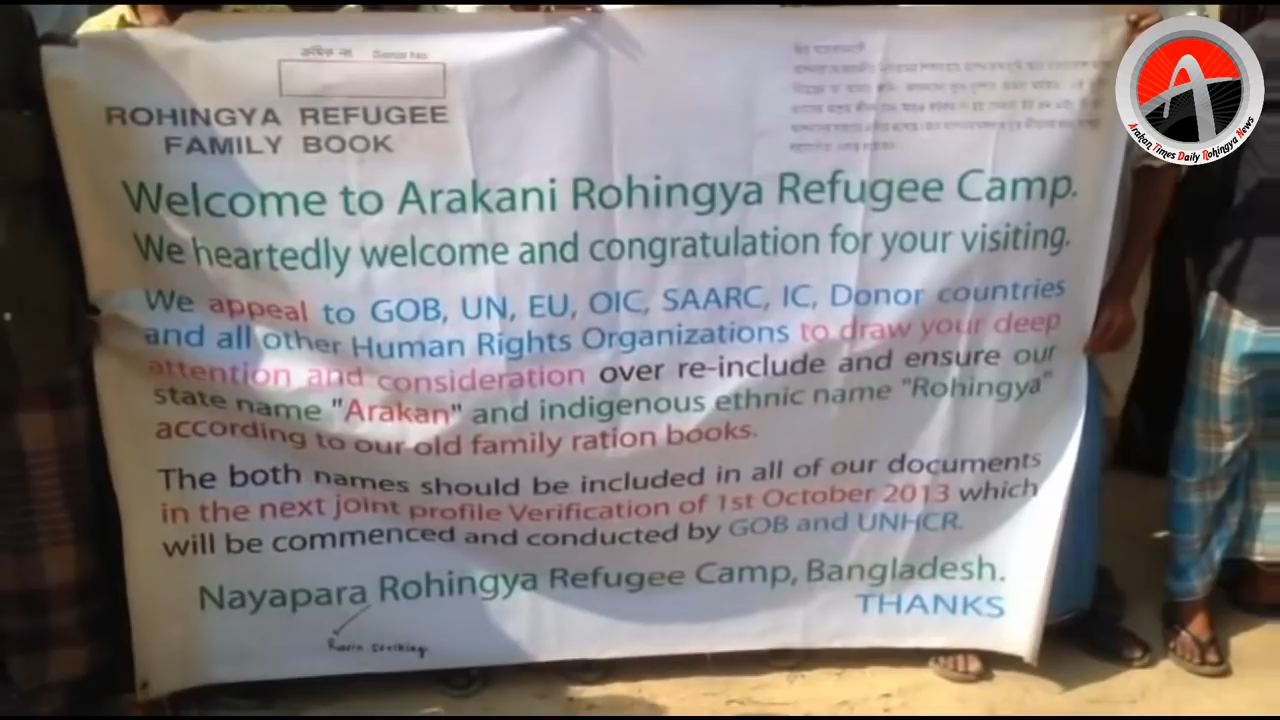 ক্রমিক নং Serial No.
ROHINGYA REFUGEE
FAMILY BOOK
Welcome to Arakani Rohingya Refugee Camp.
We heartedly welcome and congratulation for your visiting.
We appeal to GOB, UN, EU, OIC, SAARC, IC, Donor countries
and all other Human Rights Organizations to draw your deep
attention and consideration over re-include and ensure our
state name "Arakan" and indigenous ethnic name "Rohingya"
according to our old family ration books.
The both names should be included in all of our documents
in the next joint profile Verification of 1st October 2013 which
will be commenced and conducted by GOB and UNHCR.
Nayapara Rohingya Refugee Camp, Bangladesh.
THANKS
Arakan Times Daily Rohingya News